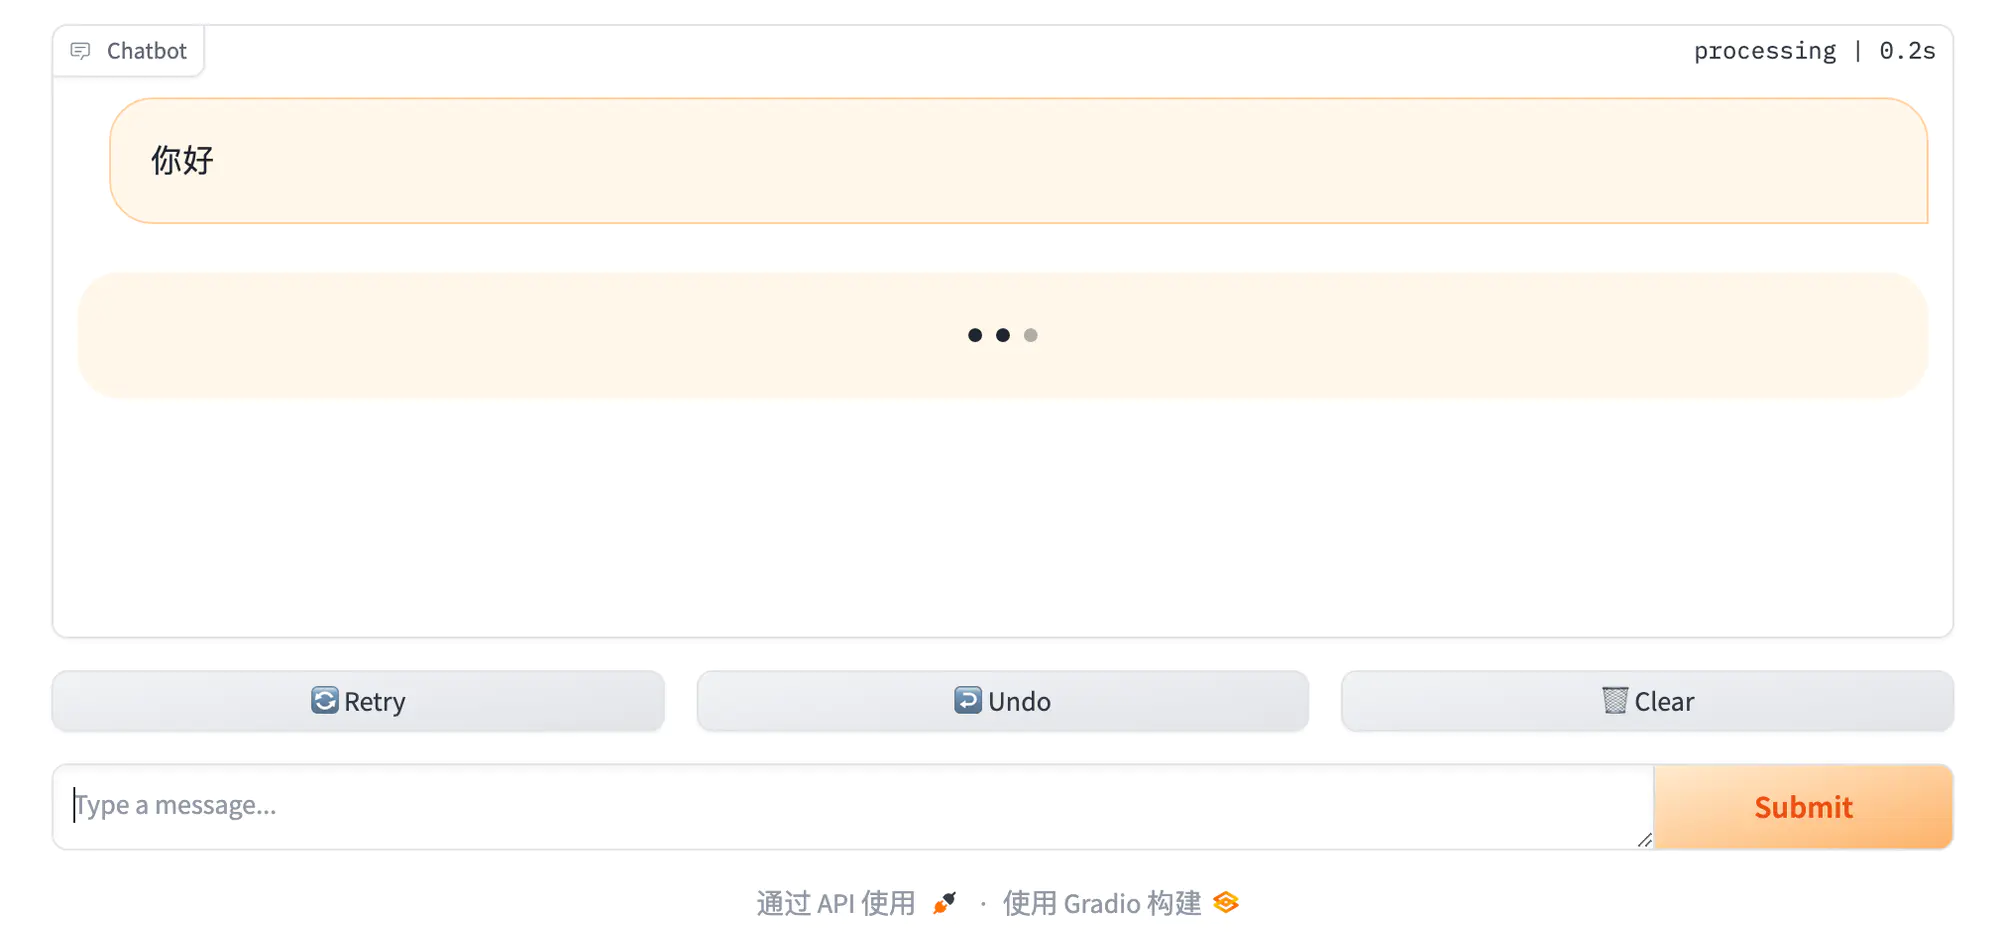 Chatbot
processing | 0.2s
你好
Retry
Undo
Clear
Type a message...
Submit
通过 API 使用 · 使用 Gradio 构建